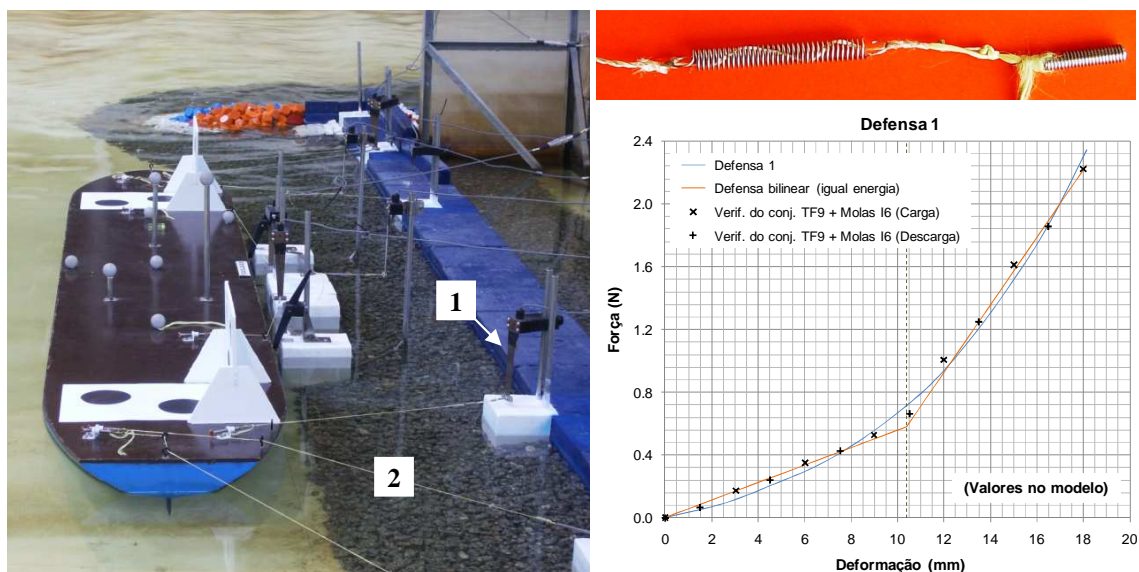 1
2
Defensa 1
2.4
2.0
1.6
1.2
0.8
0.4
0.0
Força (N)
Defensa 1
Defensa bilinear (igual energia)
Verif. do conj. TF9 + Molas I6 (Carga)
Verif. do conj. TF9 + Molas I6 (Descarga)
(Valores no modelo)
0 2 4 6 8 10 12 14 16 18 20
Deformação (mm)